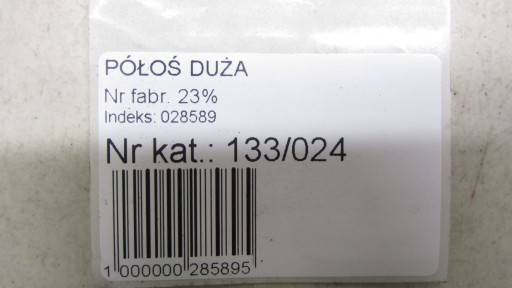 PÓŁOŚ DUŻA
Nr fabr. 23%
Indeks: 028589
Nr kat.: 133/024
1 000000 285895